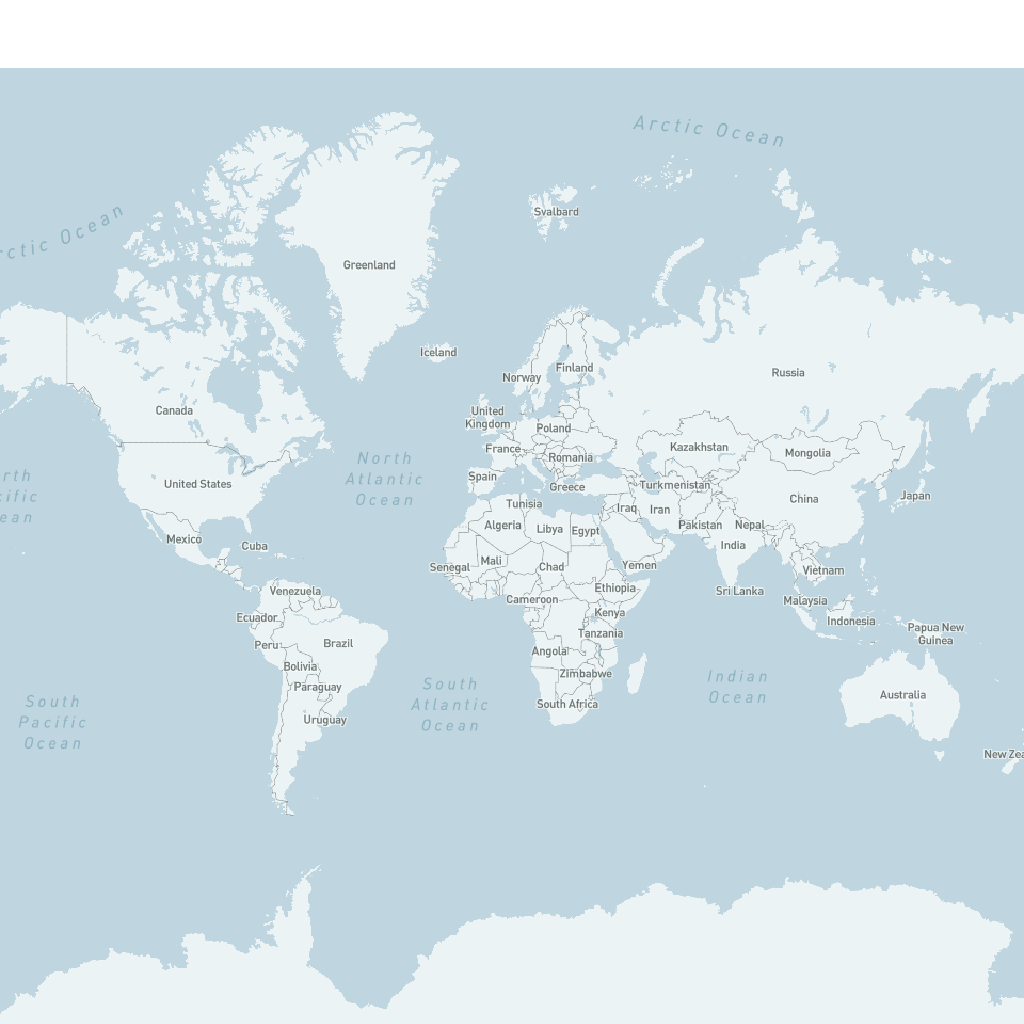 Arctic Ocean
rctic Ocean
Svalbard
Greenland
Iceland
Norway
Finland
Russia
Canada
United
Kingdom
Poland
France
Romania
Kazakhstan
Mongolia
North
Atlantic
Ocean
rth
cific
ean
United States
Spain
Greece
Turkmenistan
China
Japan
Tunisia
Iraq
Iran
Algeria
Libya
Egypt
Pakistan
Nepal
India
Mexico
Cuba
Senegal
Mali
Chad
Yemen
Vietnam
Venezuela
Cameroon
Ethiopia
Sri Lanka
Malaysia
Ecuador
Kenya
Indonesia
Papua New
Guinea
Peru
Brazil
Tanzania
Angola
Bolivia
Zimbabwe
Paraguay
South
Atlantic
Ocean
Indian
Ocean
Australia
South
Pacific
Ocean
South Africa
Uruguay
New Zea